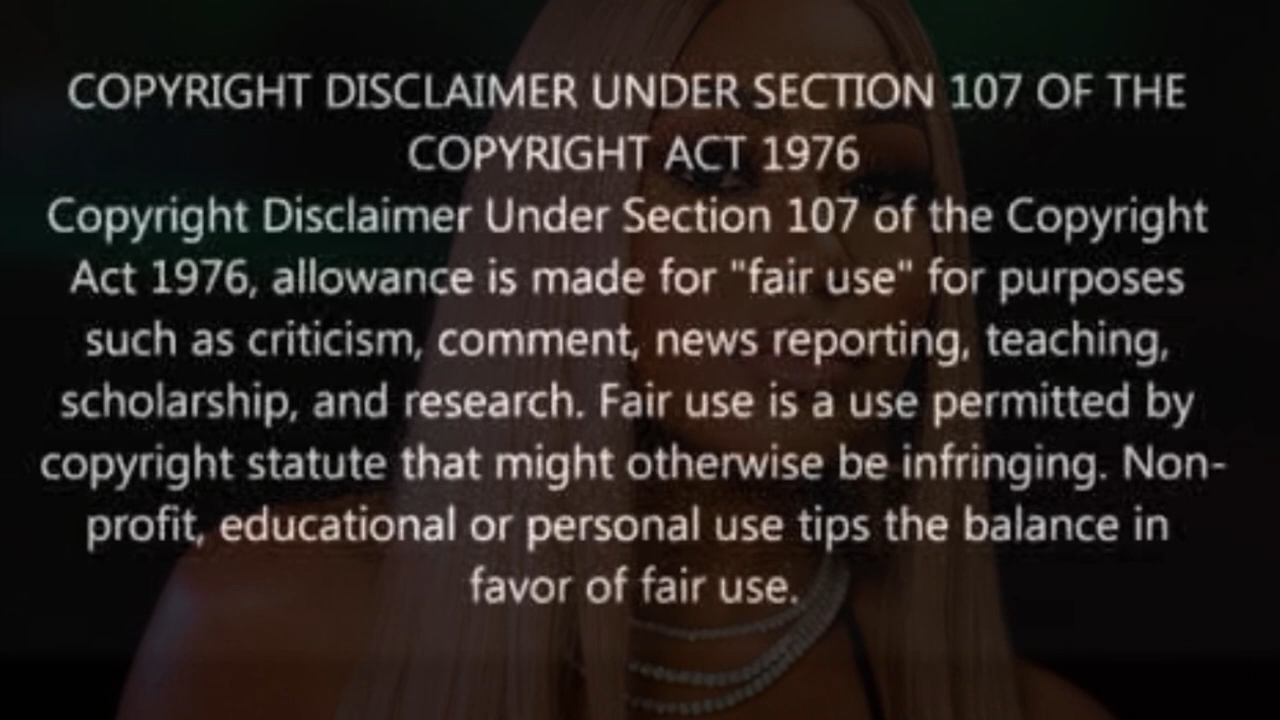 COPYRIGHT DISCLAIMER UNDER SECTION 107 OF THE
COPYRIGHT ACT 1976
Copyright Disclaimer Under Section 107 of the Copyright
Act 1976, allowance is made for "fair use" for purposes
such as criticism, comment, news reporting, teaching,
scholarship, and research. Fair use is a use permitted by
copyright statute that might otherwise be infringing. Non-
profit, educational or personal use tips the balance in
favor of fair use.